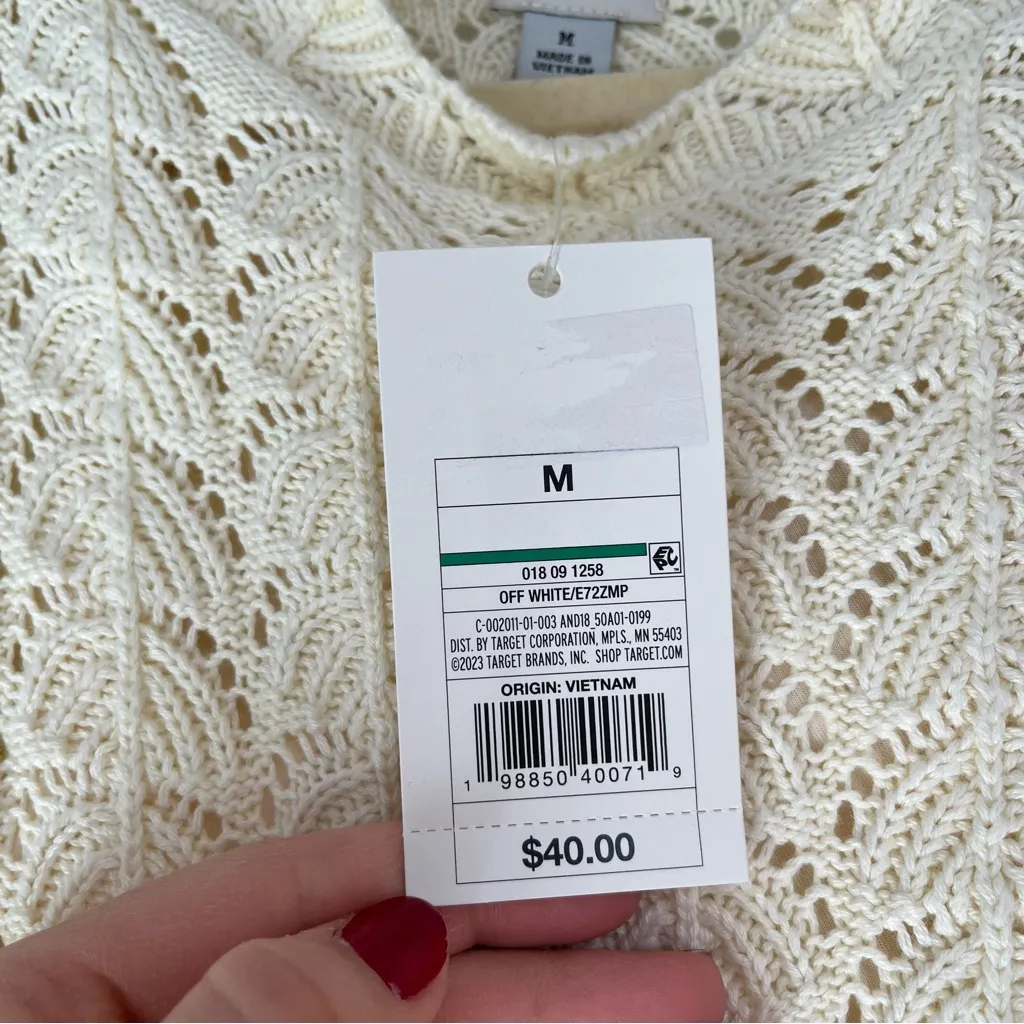 M
MADE IN
VIETNAM
M
EPC
018 09 1258
OFF WHITE/E72ZMP
C-002011-01-003 AND18_50A01-0199
DIST. BY TARGET CORPORATION, MPLS., MN 55403
©2023 TARGET BRANDS, INC. SHOP TARGET.COM
ORIGIN: VIETNAM
1 98850 40071 9
$40.00